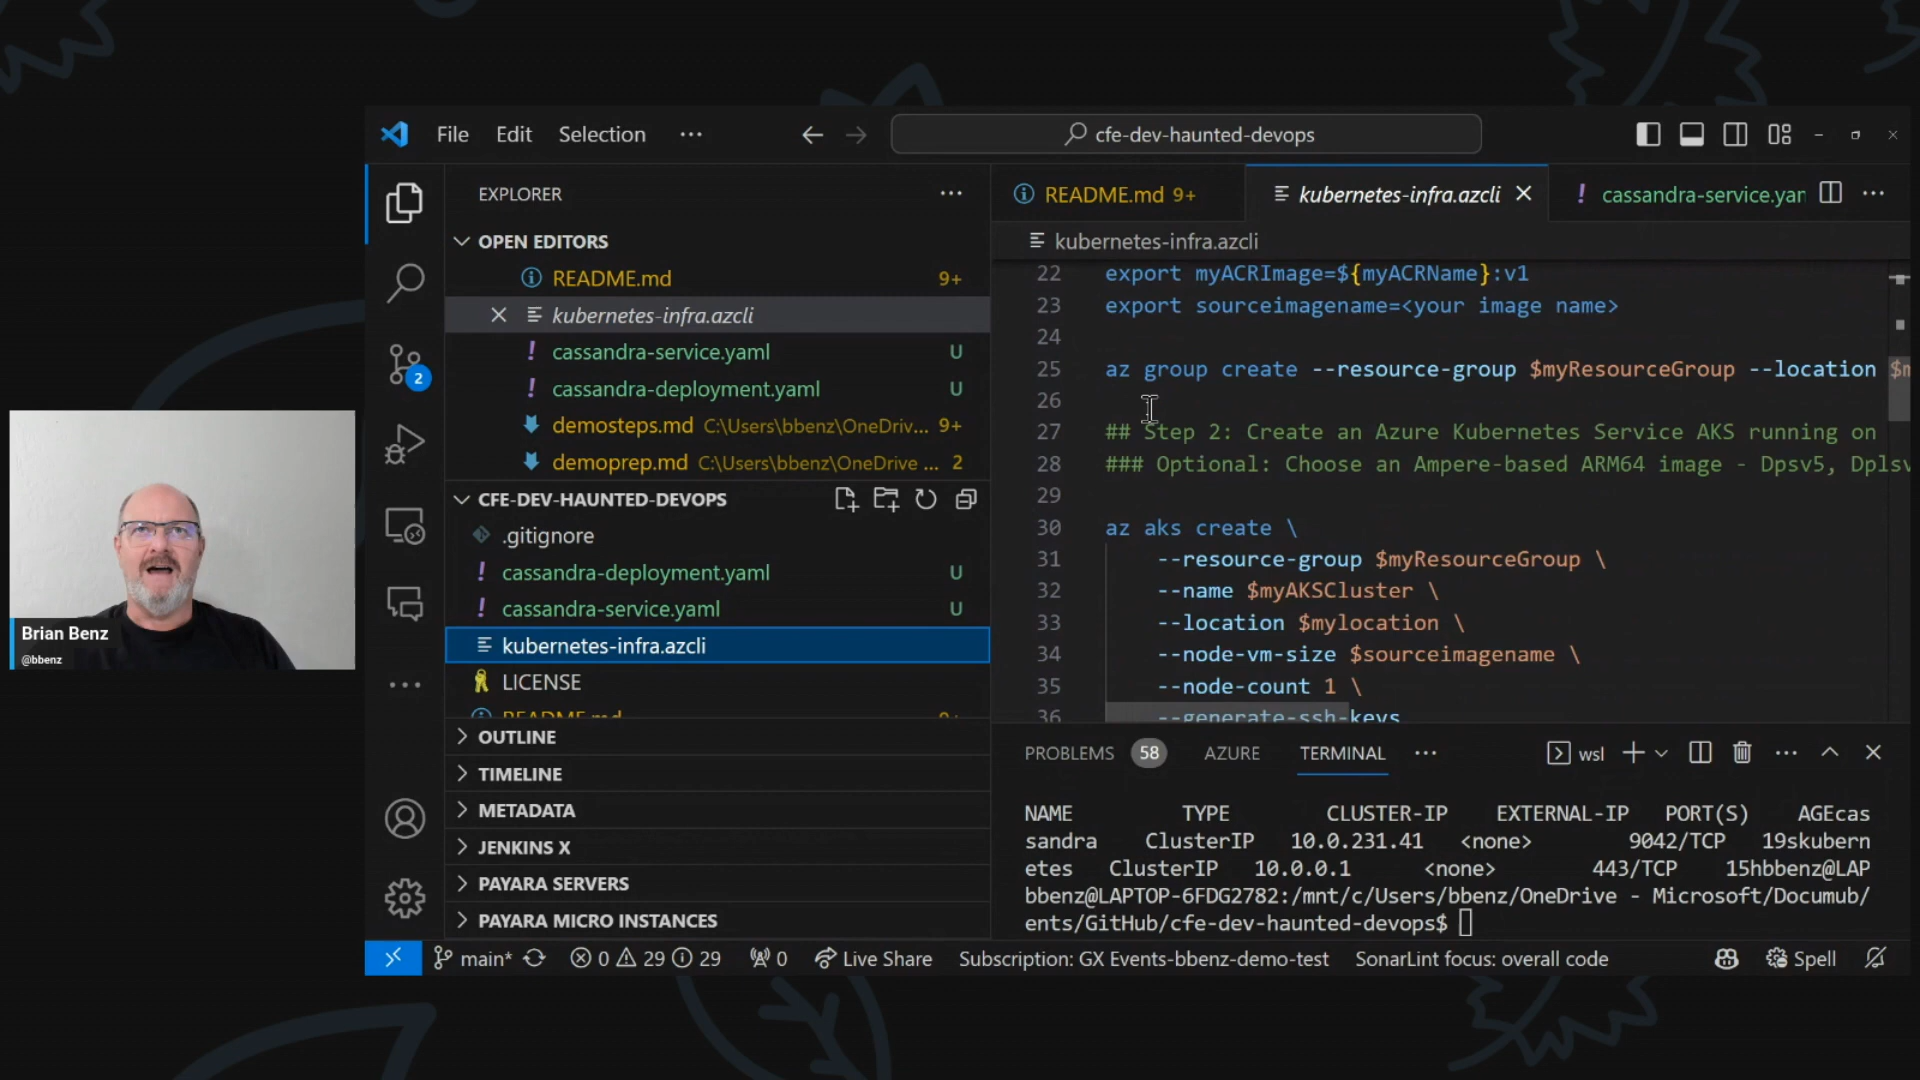 File Edit Selection ···
cfe-dev-haunted-devops
EXPLORER ···
OPEN EDITORS
README.md 9+
kubernetes-infra.azcli
cassandra-service.yaml U
cassandra-deployment.yaml U
demosteps.md C:\Users\bbenz\OneDriv... 9+
demoprep.md C:\Users\bbenz\OneDrive ... 2
CFE-DEV-HAUNTED-DEVOPS
.gitignore
cassandra-deployment.yaml U
cassandra-service.yaml U
kubernetes-infra.azcli
LICENSE
README.md 9+
OUTLINE
TIMELINE
METADATA
JENKINS X
PAYARA SERVERS
PAYARA MICRO INSTANCES
2
Brian Benz
@bbenz
README.md 9+ kubernetes-infra.azcli cassandra-service.yar ···
kubernetes-infra.azcli
22 export myACRImage=${myACRName}:v1
23 export sourceimagename=<your image name>
24
25 az group create --resource-group $myResourceGroup --location $m
26
27 ## Step 2: Create an Azure Kubernetes Service AKS running on
28 ### Optional: Choose an Ampere-based ARM64 image - Dpsv5, Dplsv
29
30 az aks create \
31 --resource-group $myResourceGroup \
32 --name $myAKSCluster \
33 --location $mylocation \
34 --node-vm-size $sourceimagename \
35 --node-count 1 \
36 --generate-ssh-keys
PROBLEMS 58 AZURE TERMINAL ··· wsl ···
NAME TYPE CLUSTER-IP EXTERNAL-IP PORT(S) AGEcas
sandra ClusterIP 10.0.231.41 <none> 9042/TCP 19skubern
etes ClusterIP 10.0.0.1 <none> 443/TCP 15hbbenz@LAP
bbenz@LAPTOP-6FDG2782:/mnt/c/Users/bbenz/OneDrive - Microsoft/Documub/
ents/GitHub/cfe-dev-haunted-devops$
main* 0 29 29 0 Live Share Subscription: GX Events-bbenz-demo-test SonarLint focus: overall code Spell